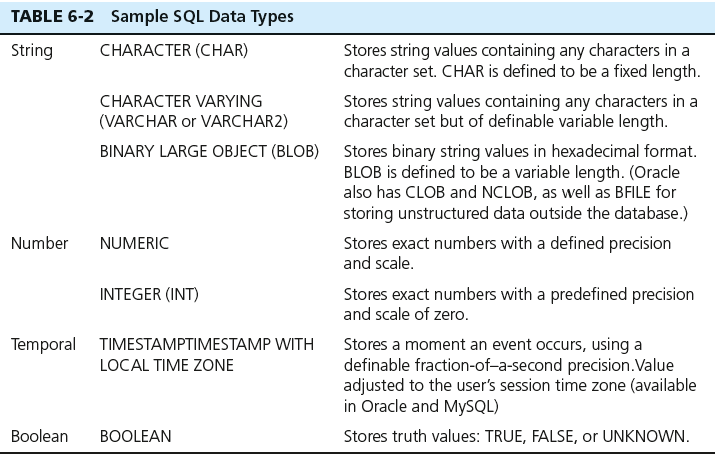 TABLE 6-2 Sample SQL Data Types
String CHARACTER (CHAR) Stores string values containing any characters in a
character set. CHAR is defined to be a fixed length.
CHARACTER VARYING Stores string values containing any characters in a
(VARCHAR or VARCHAR2) character set but of definable variable length.
BINARY LARGE OBJECT (BLOB) Stores binary string values in hexadecimal format.
BLOB is defined to be a variable length. (Oracle
also has CLOB and NCLOB, as well as BFILE for
storing unstructured data outside the database.)
Number NUMERIC Stores exact numbers with a defined precision
and scale.
INTEGER (INT) Stores exact numbers with a predefined precision
and scale of zero.
Temporal TIMESTAMPTIMESTAMP WITH Stores a moment an event occurs, using a
LOCAL TIME ZONE definable fraction-of–a-second precision.Value
adjusted to the user's session time zone (available
in Oracle and MySQL)
Boolean BOOLEAN Stores truth values: TRUE, FALSE, or UNKNOWN.